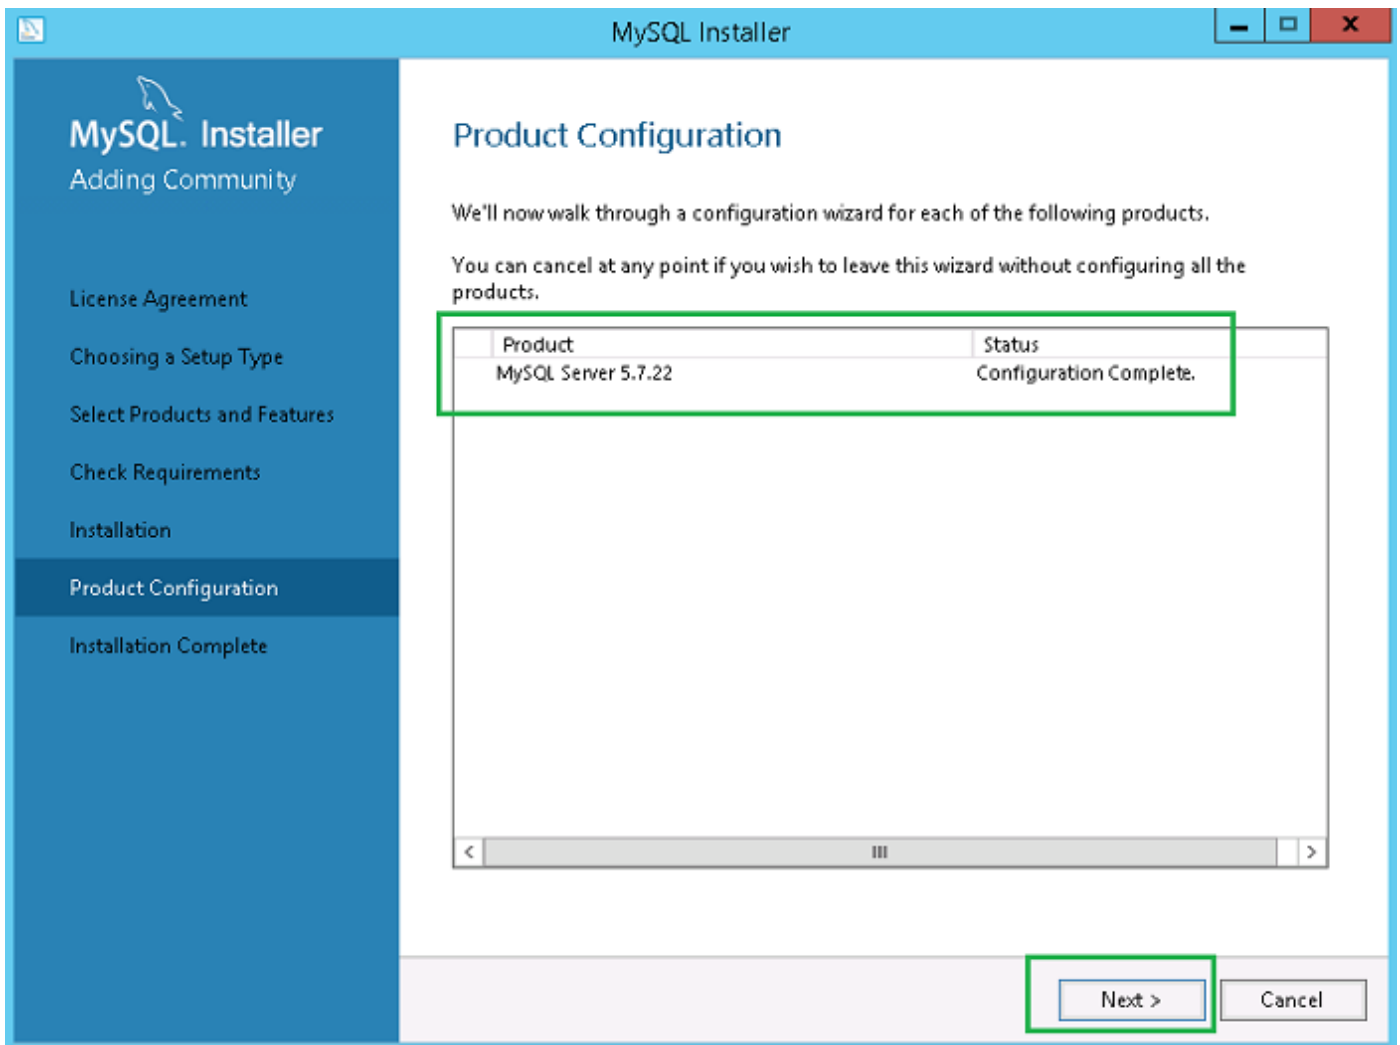 MySQL Installer
MySQL. Installer
Adding Community
License Agreement
Choosing a Setup Type
Select Products and Features
Check Requirements
Installation
Product Configuration
Installation Complete
Product Configuration
We'll now walk through a configuration wizard for each of the following products.
You can cancel at any point if you wish to leave this wizard without configuring all the
products.
Product Status
MySQL Server 5.7.22 Configuration Complete.
Next > Cancel